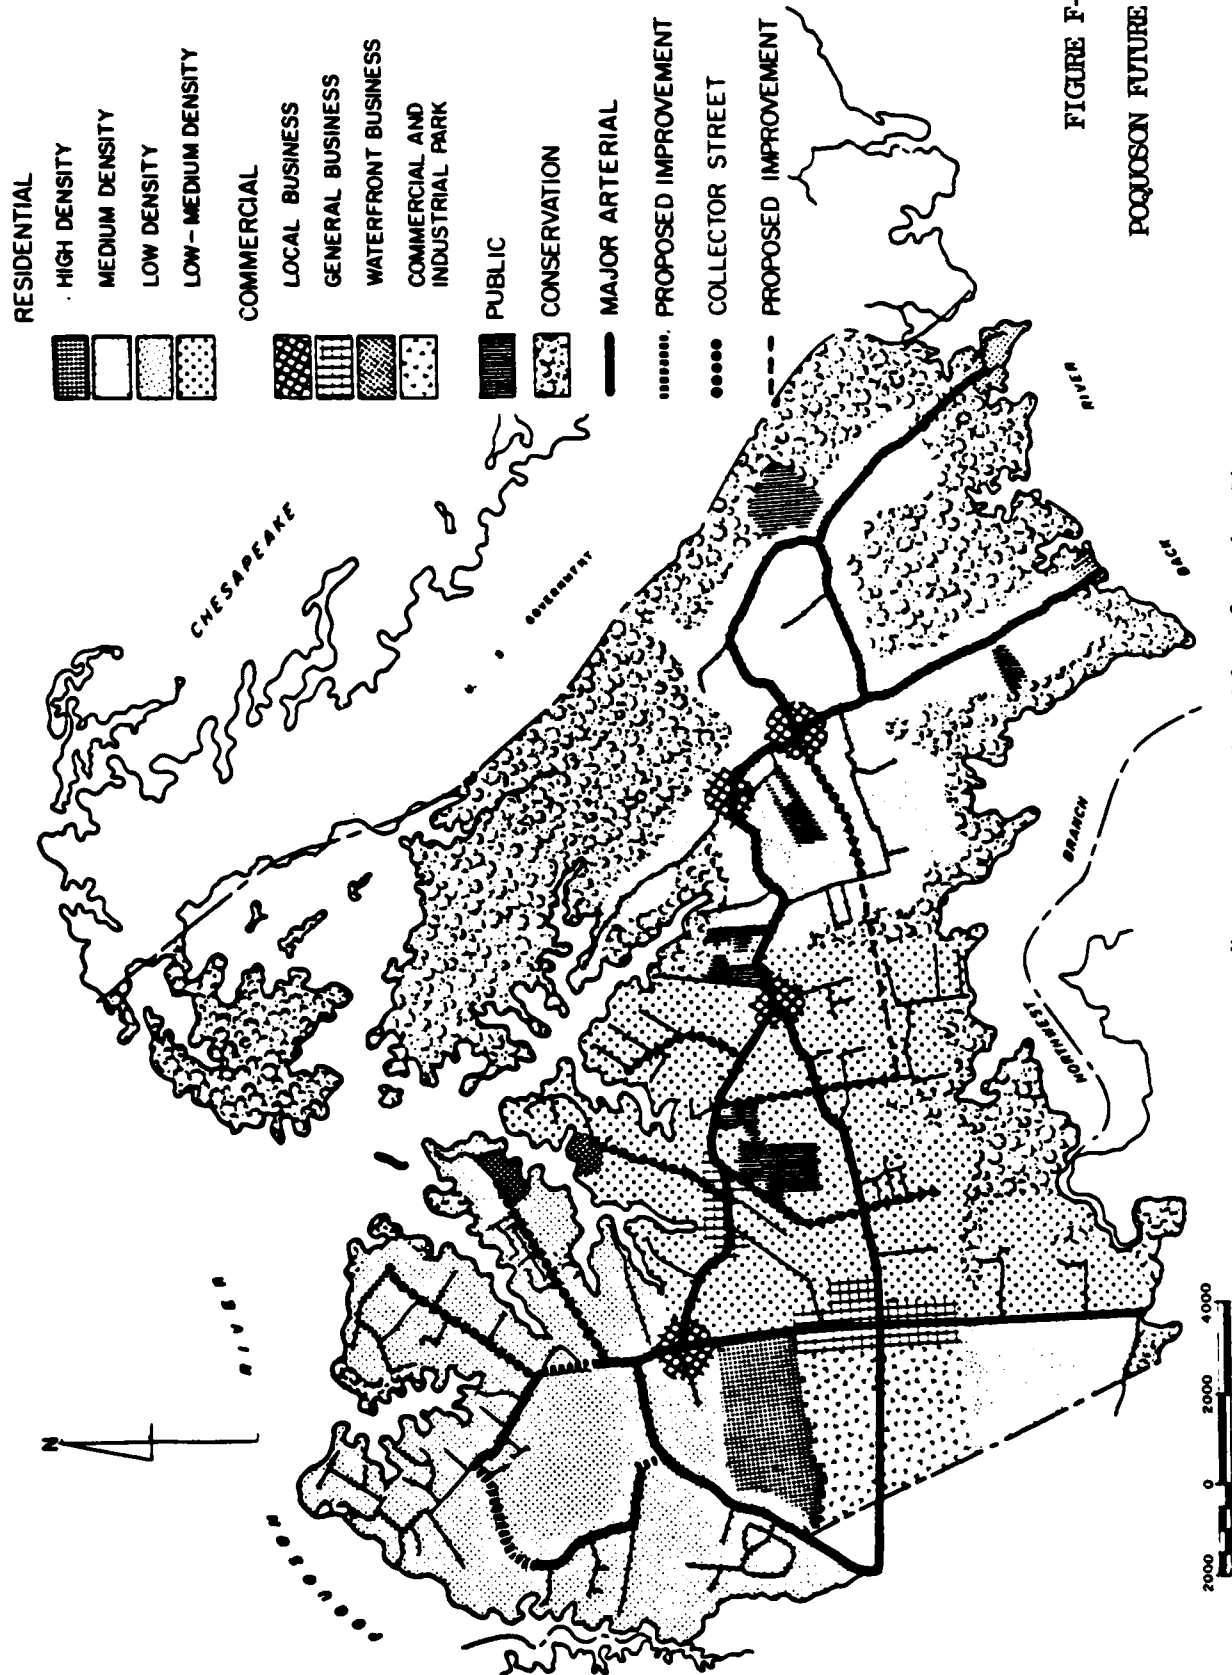 RESIDENTIAL
HIGH DENSITY
MEDIUM DENSITY
LOW DENSITY
LOW-MEDIUM DENSITY
COMMERCIAL
LOCAL BUSINESS
GENERAL BUSINESS
WATERFRONT BUSINESS
COMMERCIAL AND
INDUSTRIAL PARK
PUBLIC
CONSERVATION
MAJOR ARTERIAL
PROPOSED IMPROVEMENT
COLLECTOR STREET
PROPOSED IMPROVEMENT
CHESAPEAKE
GOVERNMENT
N
POQUOSON
RIVER
NORTHWEST
BRANCH
BACK
RIVER
2000 0 2000 4000
FIGURE F-
POQUOSON FUTURE